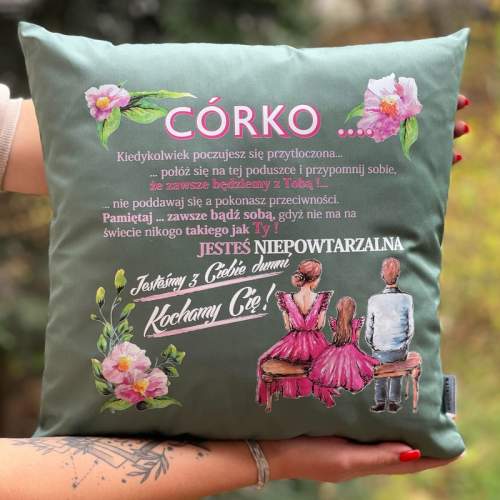 CÓRKO ....
Kiedykolwiek poczujesz się przytłoczona...
... połóż się na tej poduszce i przypomnij sobie,
że zawsze będziemy z Tobą !...
... nie poddawaj się a pokonasz przeciwności.
Pamiętaj ... zawsze bądź sobą, gdyż nie ma na
świecie nikogo takiego jak Ty !
JESTEŚ NIEPOWTARZALNA
Jesteśmy z Ciebie dumni
Kochamy Cię !